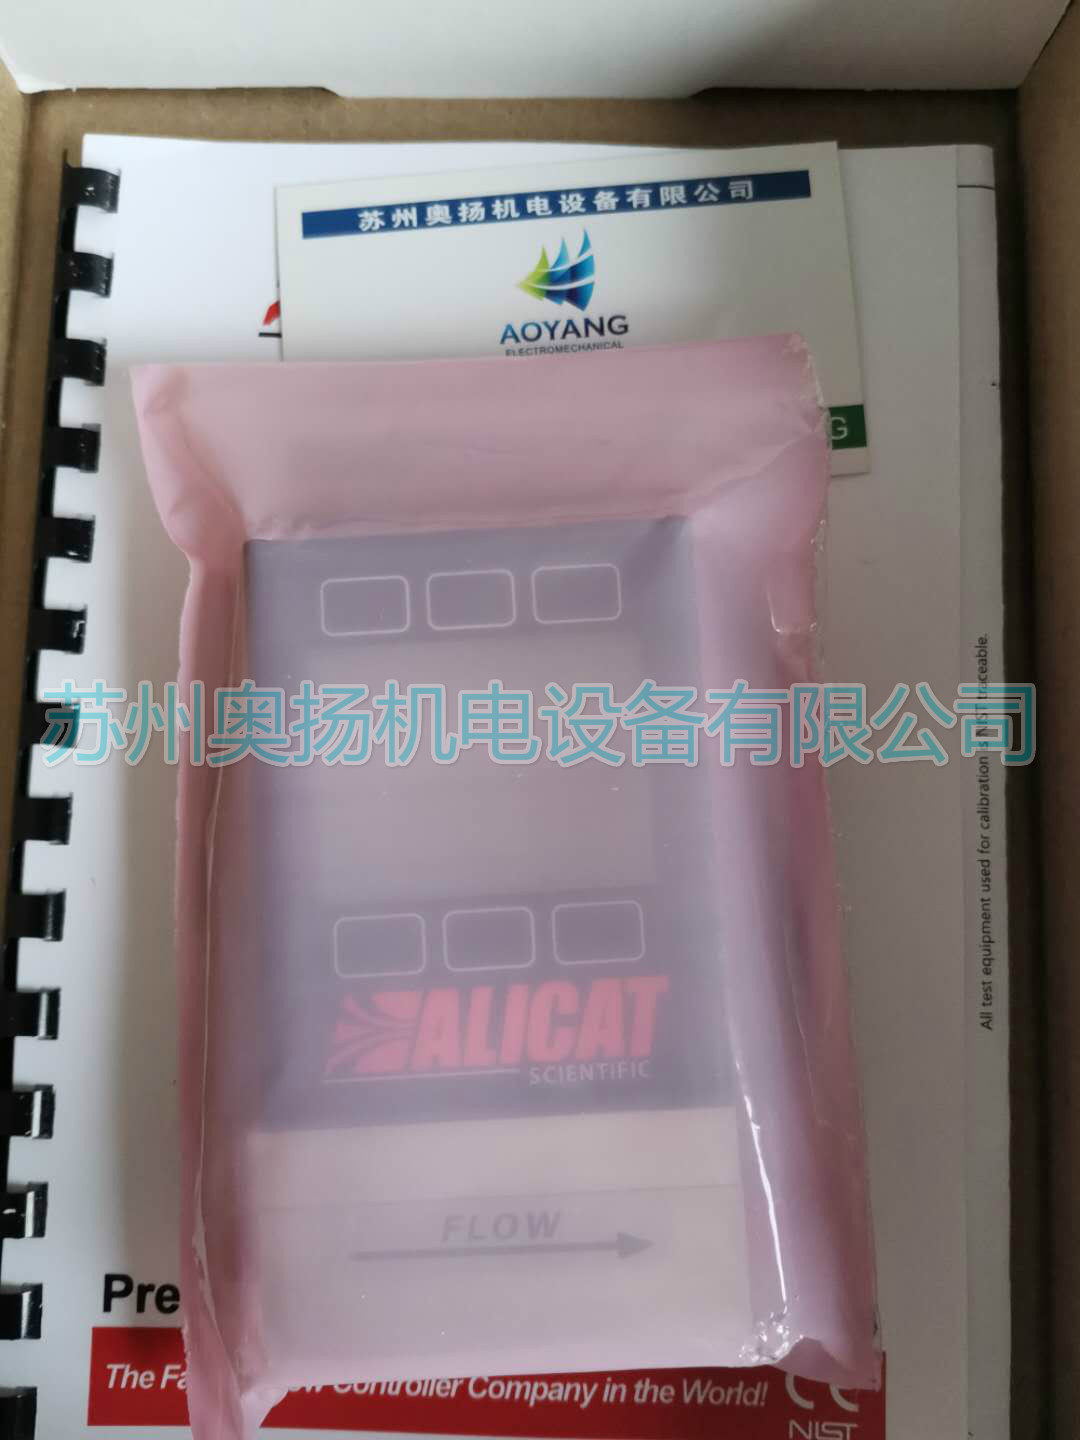 苏州奥扬机电设备有限公司
AOYANG
ELECTROMECHANICAL
G
苏州奥扬机电设备有限公司
All test equipment used for calibration is NIST traceable.
ALICAT
SCIENTIFIC
FLOW
Pre
The Fa
Controller Company in the World!
CE
NIST